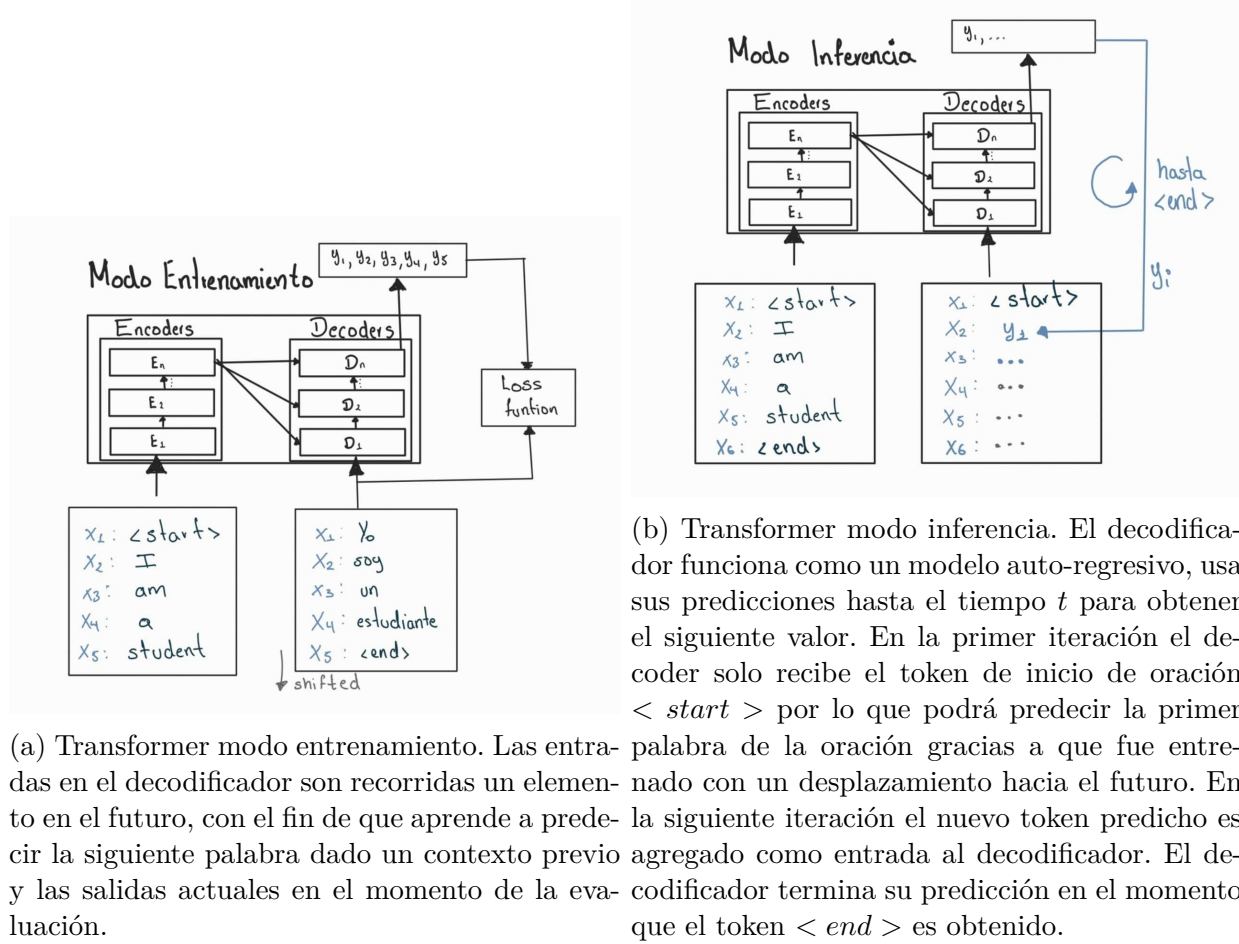 Modo Entrenamiento
y₁, y₂, y₃, y₄, y₅
Encoders
Decoders
Eₙ
E₂
E₁
Dₙ
D₂
D₁
Loss
funtion
x₁: <start>
x₂: I
x₃: am
x₄: a
x₅: student
x₁: Yo
x₂: soy
x₃: un
x₄: estudiante
x₅: <end>
shifted
(a) Transformer modo entrenamiento. Las entra-
das en el decodificador son recorridas un elemen-
to en el futuro, con el fin de que aprende a prede-
cir la siguiente palabra dado un contexto previo
y las salidas actuales en el momento de la eva-
luación.
Modo Inferencia
y₁, ...
Encoders
Decoders
Eₙ
E₂
E₁
Dₙ
D₂
D₁
hasta
<end>
yᵢ
x₁: <start>
x₂: I
x₃: am
x₄: a
x₅: student
x₆: <end>
x₁: <start>
x₂: y₁
x₃: ...
x₄: ...
x₅: ...
x₆: ...
(b) Transformer modo inferencia. El decodifica-
dor funciona como un modelo auto-regresivo, usa
sus predicciones hasta el tiempo t para obtener
el siguiente valor. En la primer iteración el de-
coder solo recibe el token de inicio de oración
< start > por lo que podrá predecir la primer
palabra de la oración gracias a que fue entre-
nado con un desplazamiento hacia el futuro. En
la siguiente iteración el nuevo token predicho es
agregado como entrada al decodificador. El de-
codificador termina su predicción en el momento
que el token < end > es obtenido.